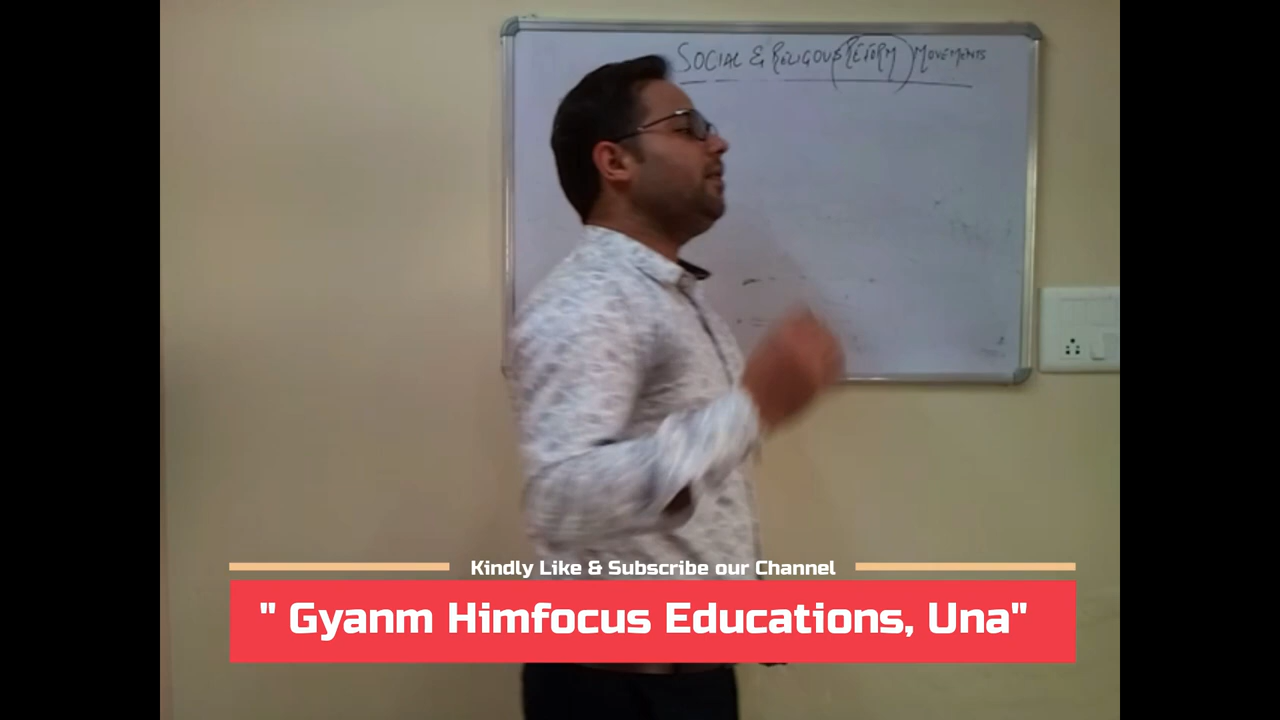 SOCIAL & RELIGOUS (REFORM) MOVEMENTS
Kindly Like & Subscribe our Channel
" Gyanm Himfocus Educations, Una"